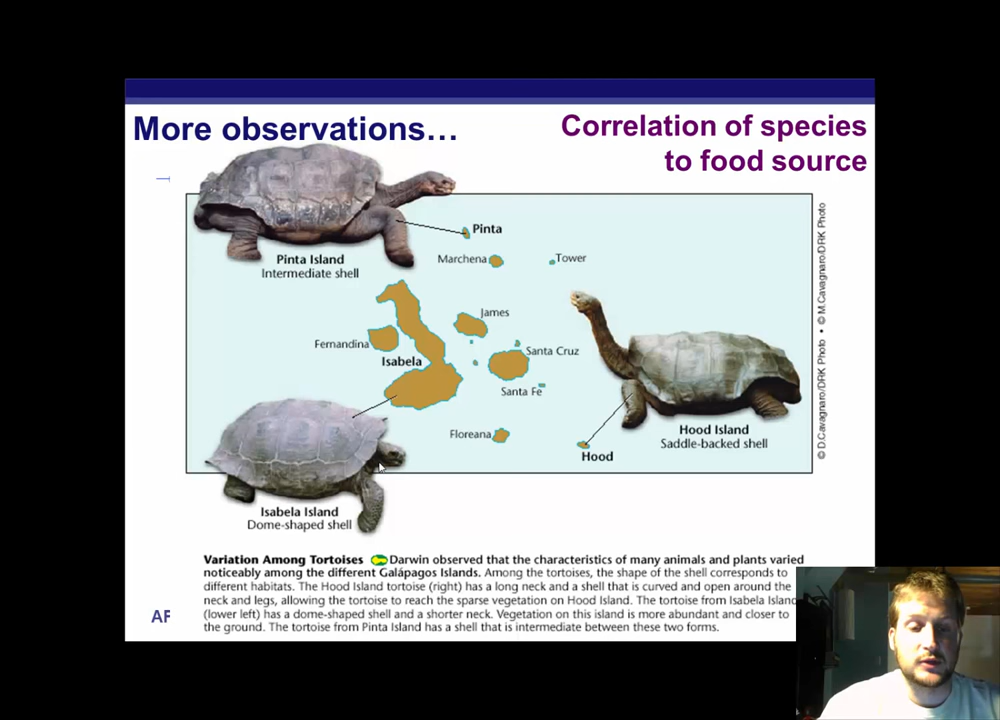 More observations…
Correlation of species
to food source
Pinta
Pinta Island
Intermediate shell
Marchena
Tower
James
Fernandina
Isabela
Santa Cruz
Santa Fe
Floreana
Hood Island
Saddle-backed shell
Hood
Isabela Island
Dome-shaped shell
© D.Cavagnaro/DRK Photo • © M.Cavagnaro/DRK Photo
Variation Among Tortoises Darwin observed that the characteristics of many animals and plants varied
noticeably among the different Galápagos Islands. Among the tortoises, the shape of the shell corresponds to
different habitats. The Hood Island tortoise (right) has a long neck and a shell that is curved and open around the
neck and legs, allowing the tortoise to reach the sparse vegetation on Hood Island. The tortoise from Isabela Island
(lower left) has a dome-shaped shell and a shorter neck. Vegetation on this island is more abundant and closer to
the ground. The tortoise from Pinta Island has a shell that is intermediate between these two forms.